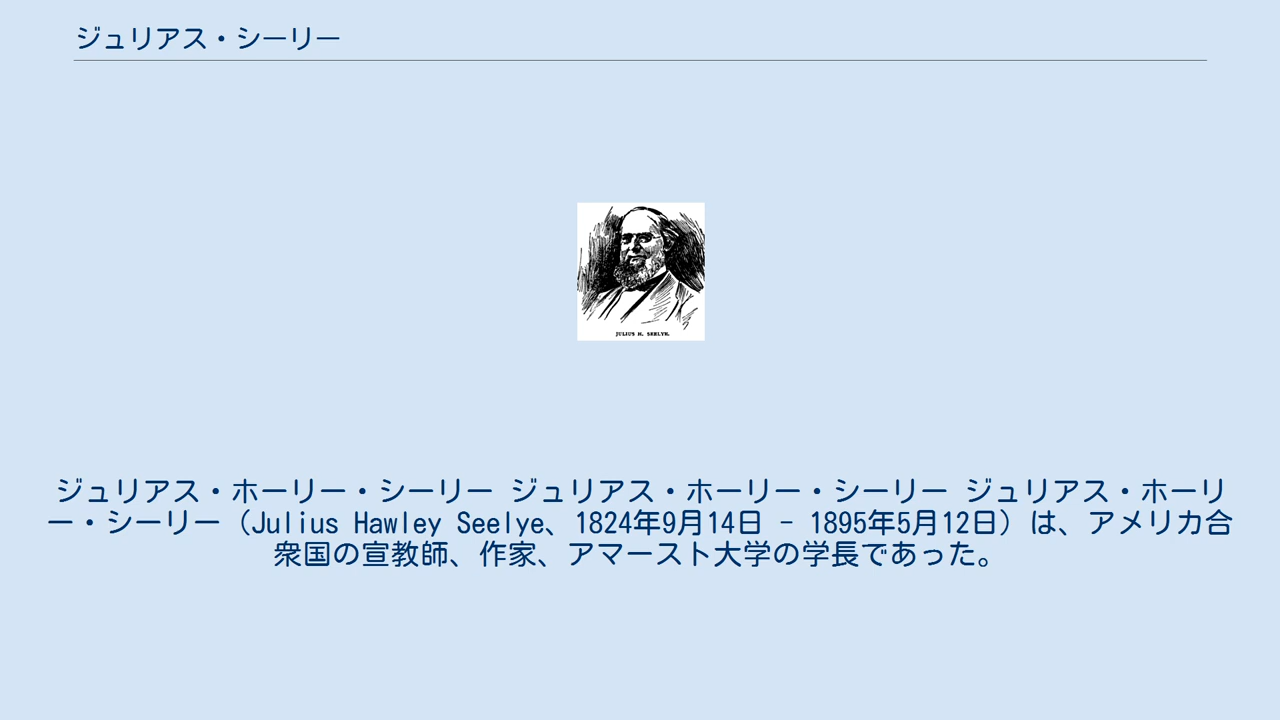 ジュリアス・シーリー
JULIUS H. SEELYE.
ジュリアス・ホーリー・シーリー ジュリアス・ホーリー・シーリー ジュリアス・ホーリ
ー・シーリー（Julius Hawley Seelye、1824年9月14日 - 1895年5月12日）は、アメリカ合
衆国の宣教師、作家、アマースト大学の学長であった。